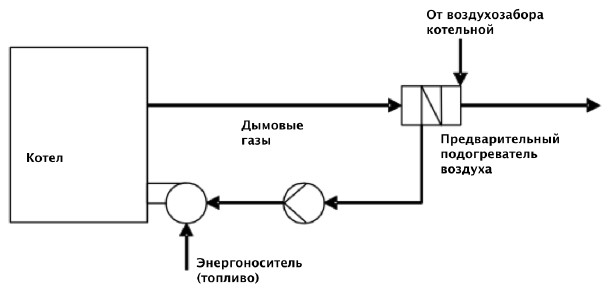 От воздухозабора
котельной
Дымовые
газы
Предварительный
подогреватель
воздуха
Котел
Энергоноситель
(топливо)